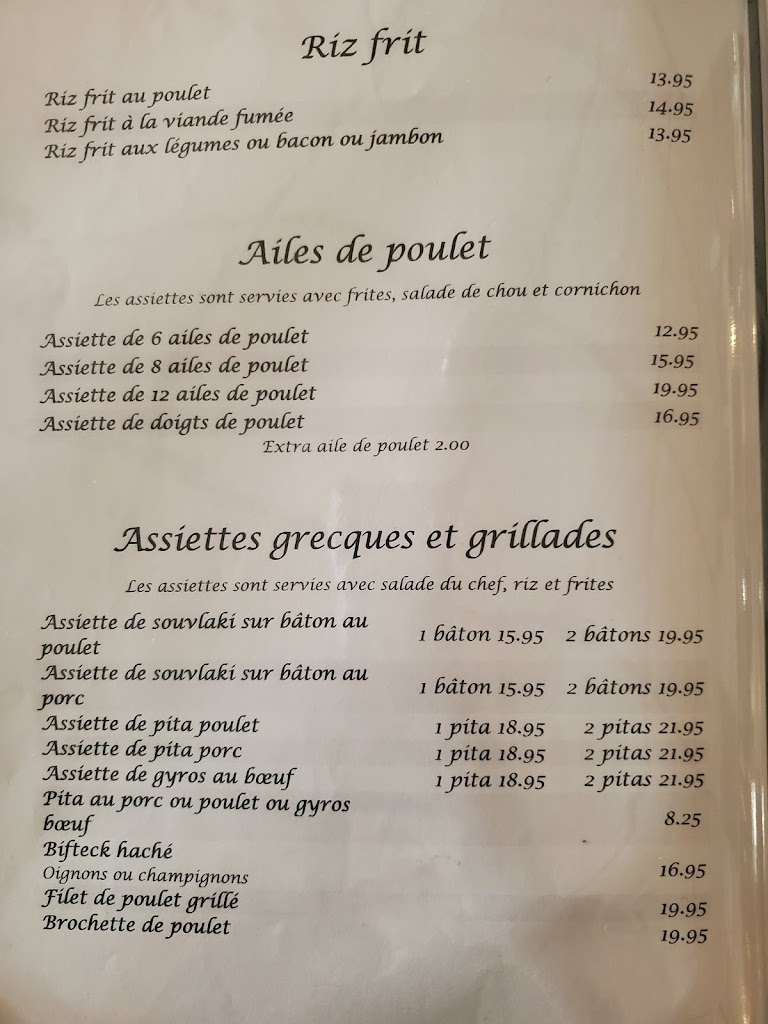 Riz frit
Riz frit au poulet 13.95
Riz frit à la viande fumée 14.95
Riz frit aux légumes ou bacon ou jambon 13.95
Ailes de poulet
Les assiettes sont servies avec frites, salade de chou et cornichon
Assiette de 6 ailes de poulet 12.95
Assiette de 8 ailes de poulet 15.95
Assiette de 12 ailes de poulet 19.95
Assiette de doigts de poulet 16.95
Extra aile de poulet 2.00
Assiettes grecques et grillades
Les assiettes sont servies avec salade du chef, riz et frites
Assiette de souvlaki sur bâton au
poulet 1 bâton 15.95 2 bâtons 19.95
Assiette de souvlaki sur bâton au
porc 1 bâton 15.95 2 bâtons 19.95
Assiette de pita poulet 1 pita 18.95 2 pitas 21.95
Assiette de pita porc 1 pita 18.95 2 pitas 21.95
Assiette de gyros au bœuf 1 pita 18.95 2 pitas 21.95
Pita au porc ou poulet ou gyros
bœuf 8.25
Bifteck haché
Oignons ou champignons 16.95
Filet de poulet grillé 19.95
Brochette de poulet 19.95